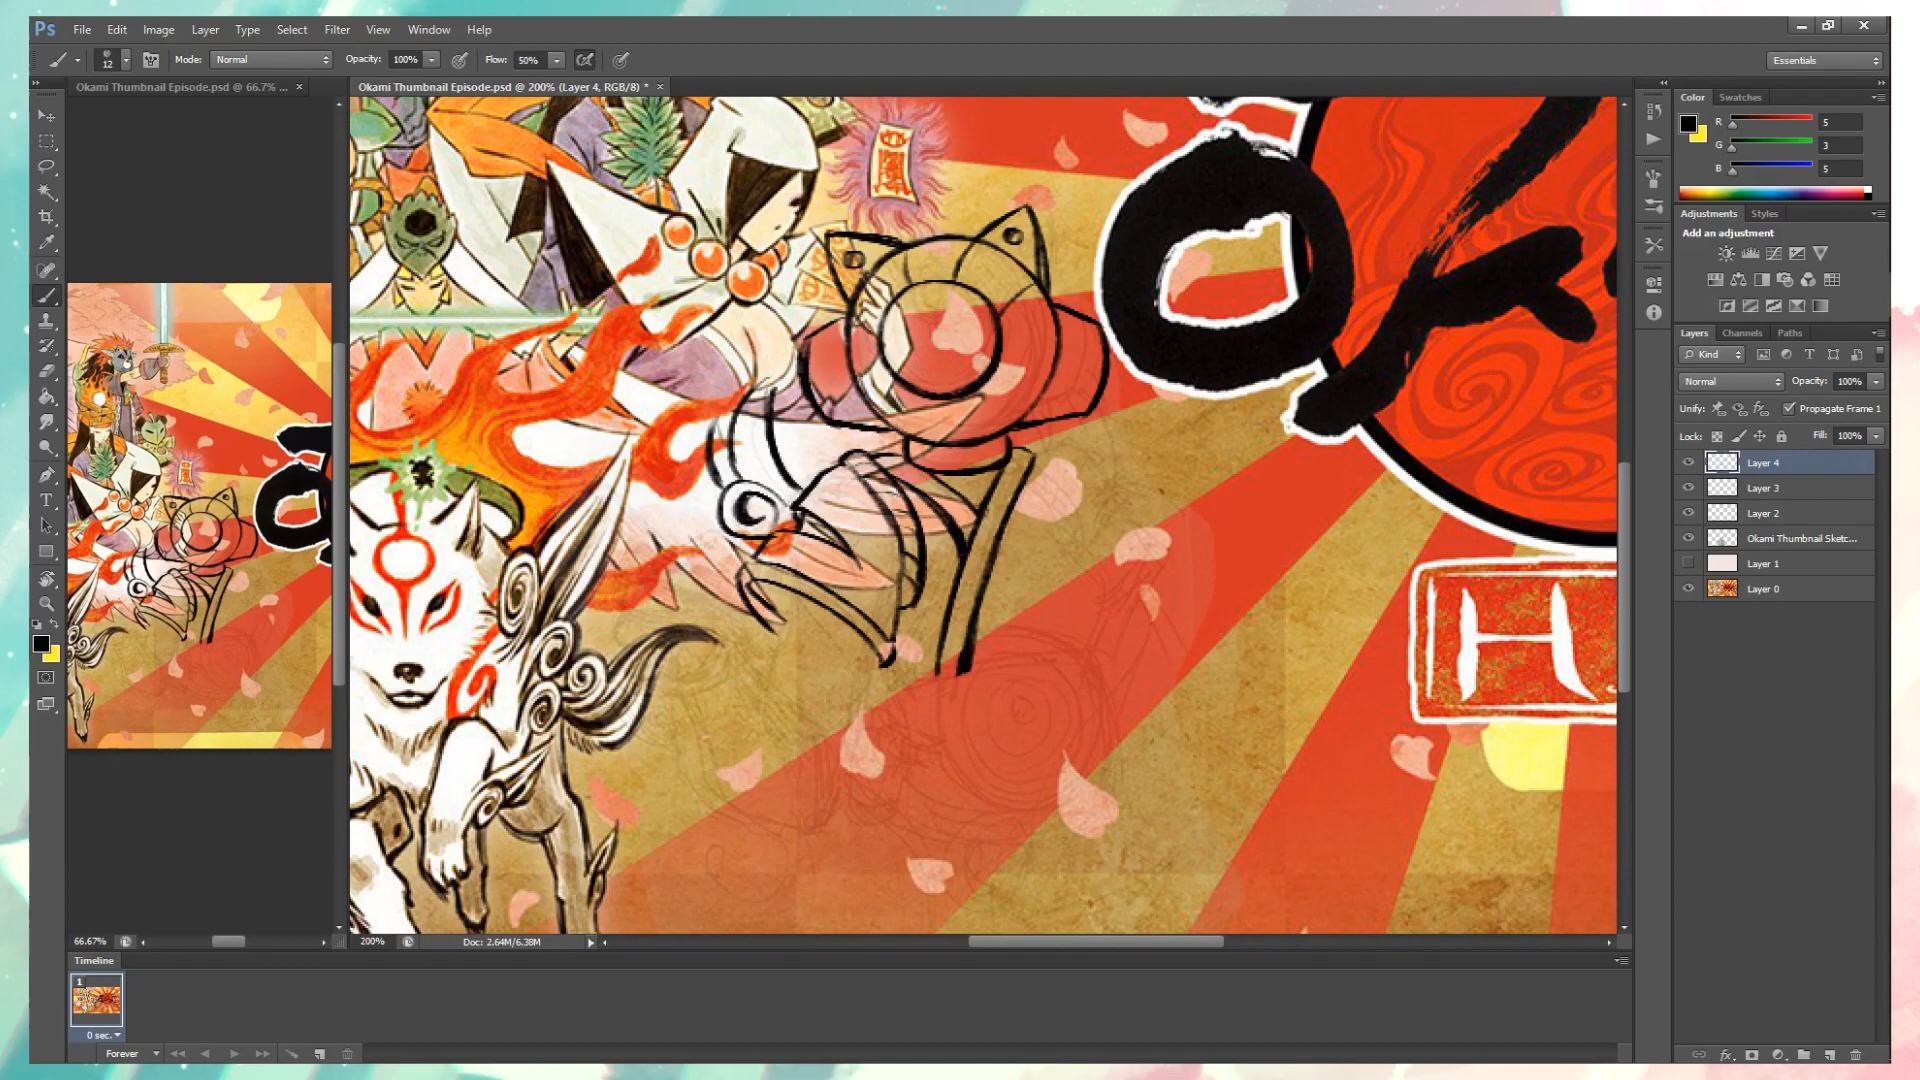 Ps File Edit Image Layer Type Select Filter View Window Help
12 Mode: Normal Opacity: 100% Flow: 50% Essentials
Okami Thumbnail Episode.psd @ 66.7% ... × Okami Thumbnail Episode.psd @ 200% (Layer 4, RGB/8) * ×
Color Swatches
R 5
G 3
B 5
Adjustments Styles
Add an adjustment
Layers Channels Paths
Kind
Normal Opacity: 100%
Unify: Propagate Frame 1
Lock: Fill: 100%
Layer 4
Layer 3
Layer 2
Okami Thumbnail Sketc...
Layer 1
Layer 0
H
66.67% 200% Doc: 2.64M/6.38M
Timeline
1
0 sec.
Forever